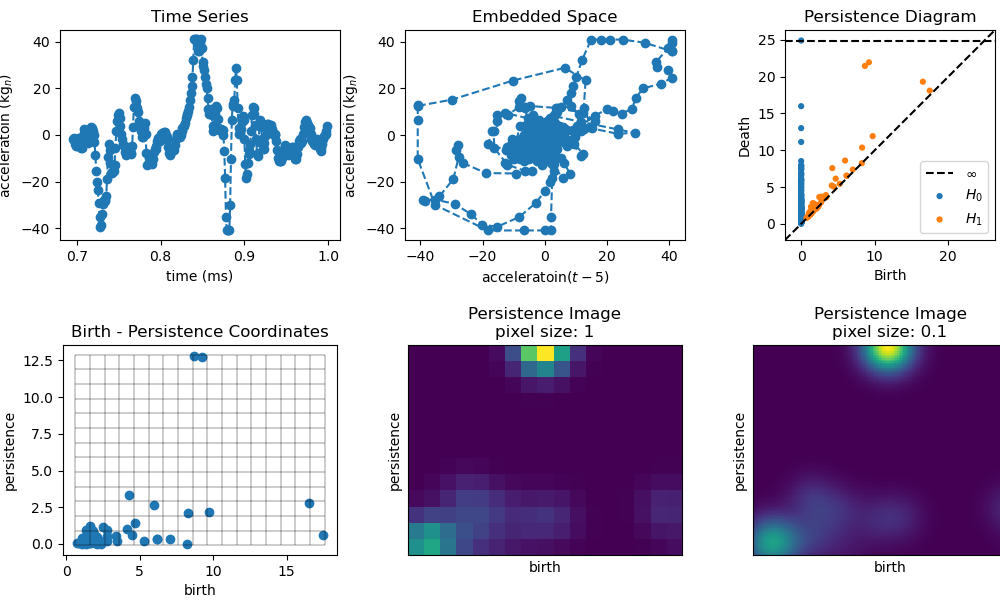 Time Series
acceleratoin (kg_n)
40
20
0
−20
−40
0.7
0.8
0.9
1.0
time (ms)
Embedded Space
acceleratoin (kg_n)
40
20
0
−20
−40
−40
−20
0
20
40
acceleratoin(t − 5)
Persistence Diagram
Death
25
20
15
10
5
0
0
10
20
Birth
∞
H₀
H₁
Birth - Persistence Coordinates
persistence
12.5
10.0
7.5
5.0
2.5
0.0
0
5
10
15
birth
Persistence Image
pixel size: 1
persistence
birth
Persistence Image
pixel size: 0.1
persistence
birth